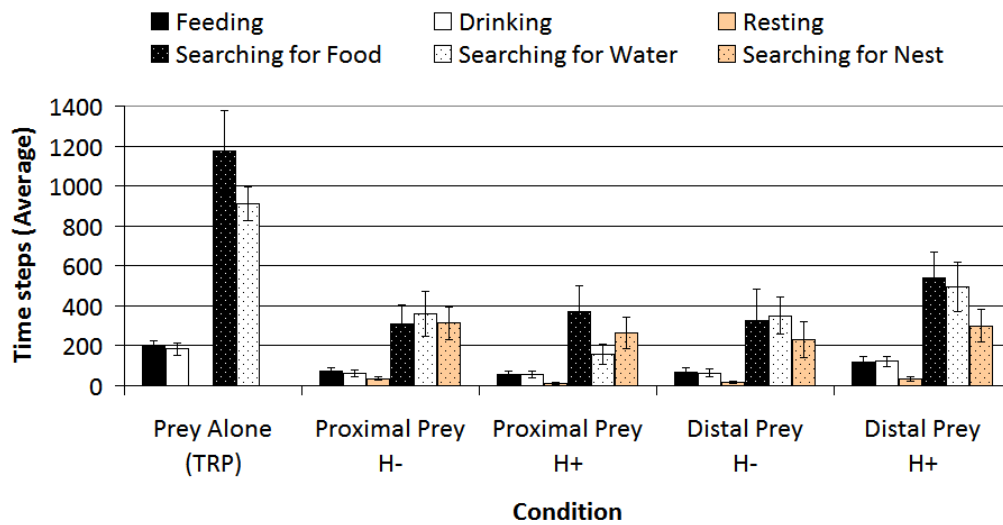 Feeding Drinking Resting
Searching for Food Searching for Water Searching for Nest
Time steps (Average)
1400
1200
1000
800
600
400
200
0
Prey Alone (TRP)
Proximal Prey H-
Proximal Prey H+
Distal Prey H-
Distal Prey H+
Condition